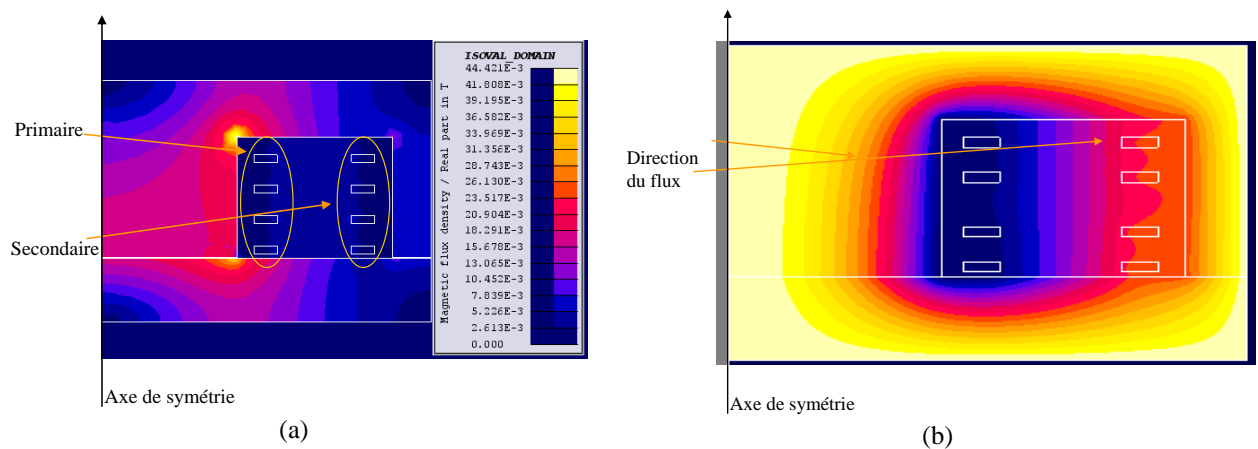 Primaire
Secondaire
Axe de symétrie
(a)
Magnetic flux density / Real part in T
ISOVAL_DOMAIN
44.421E-3
41.808E-3
39.195E-3
36.582E-3
33.969E-3
31.356E-3
28.743E-3
26.130E-3
23.517E-3
20.904E-3
18.291E-3
15.678E-3
13.065E-3
10.452E-3
7.839E-3
5.226E-3
2.613E-3
0.000
Direction
du flux
Axe de symétrie
(b)